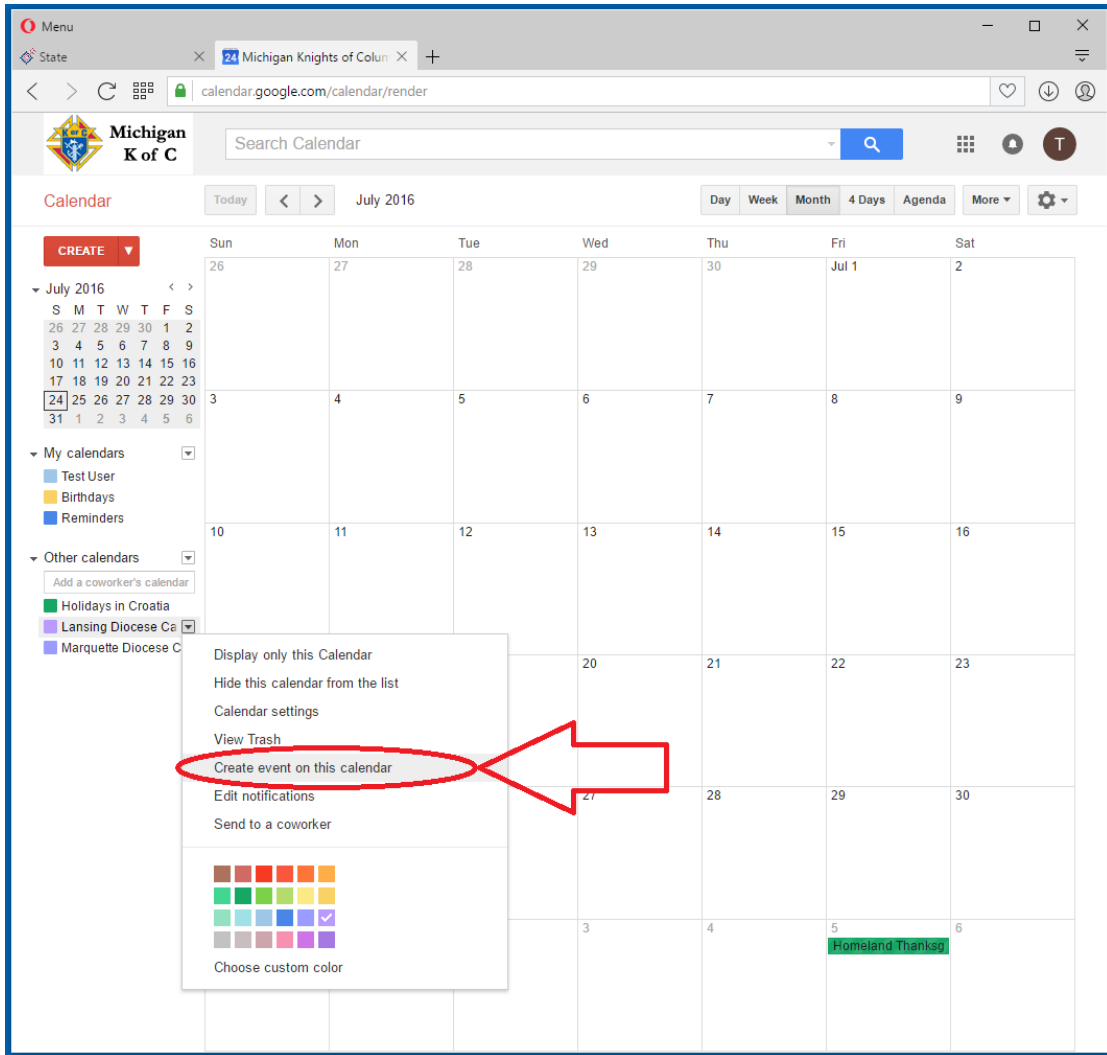 Menu
State
24 Michigan Knights of Colum
calendar.google.com/calendar/render
K of C
Michigan
K of C
Search Calendar
T
Calendar
Today July 2016 Day Week Month 4 Days Agenda More
CREATE
Sun Mon Tue Wed Thu Fri Sat
26 27 28 29 30 Jul 1 2
July 2016
S M T W T F S
26 27 28 29 30 1 2
3 4 5 6 7 8 9
10 11 12 13 14 15 16
17 18 19 20 21 22 23
24 25 26 27 28 29 30
31 1 2 3 4 5 6
3 4 5 6 7 8 9
My calendars
Test User
Birthdays
Reminders
10 11 12 13 14 15 16
Other calendars
Add a coworker's calendar
Holidays in Croatia
Lansing Diocese Ca
Marquette Diocese C
Display only this Calendar
Hide this calendar from the list
Calendar settings
View Trash
Create event on this calendar
Edit notifications
Send to a coworker
Choose custom color
20 21 22 23
27 28 29 30
3 4 5 6
Homeland Thanksg